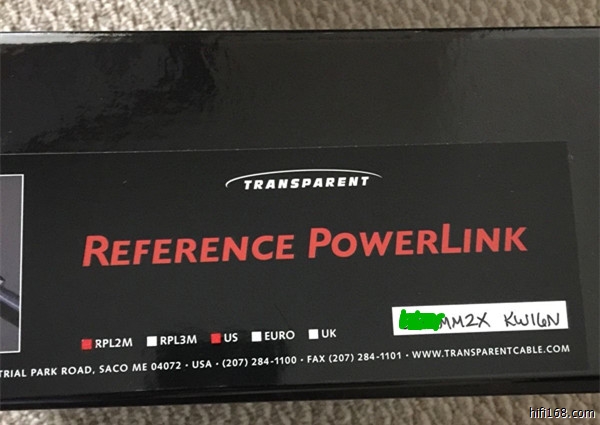 TRANSPARENT
REFERENCE POWERLINK
MM2X KW16N
RPL2M RPL3M US EURO UK
TRIAL PARK ROAD, SACO ME 04072 • USA • (207) 284-1100 • FAX (207) 284-1101 • WWW.TRANSPARENTCABLE.COM
hifi168.com